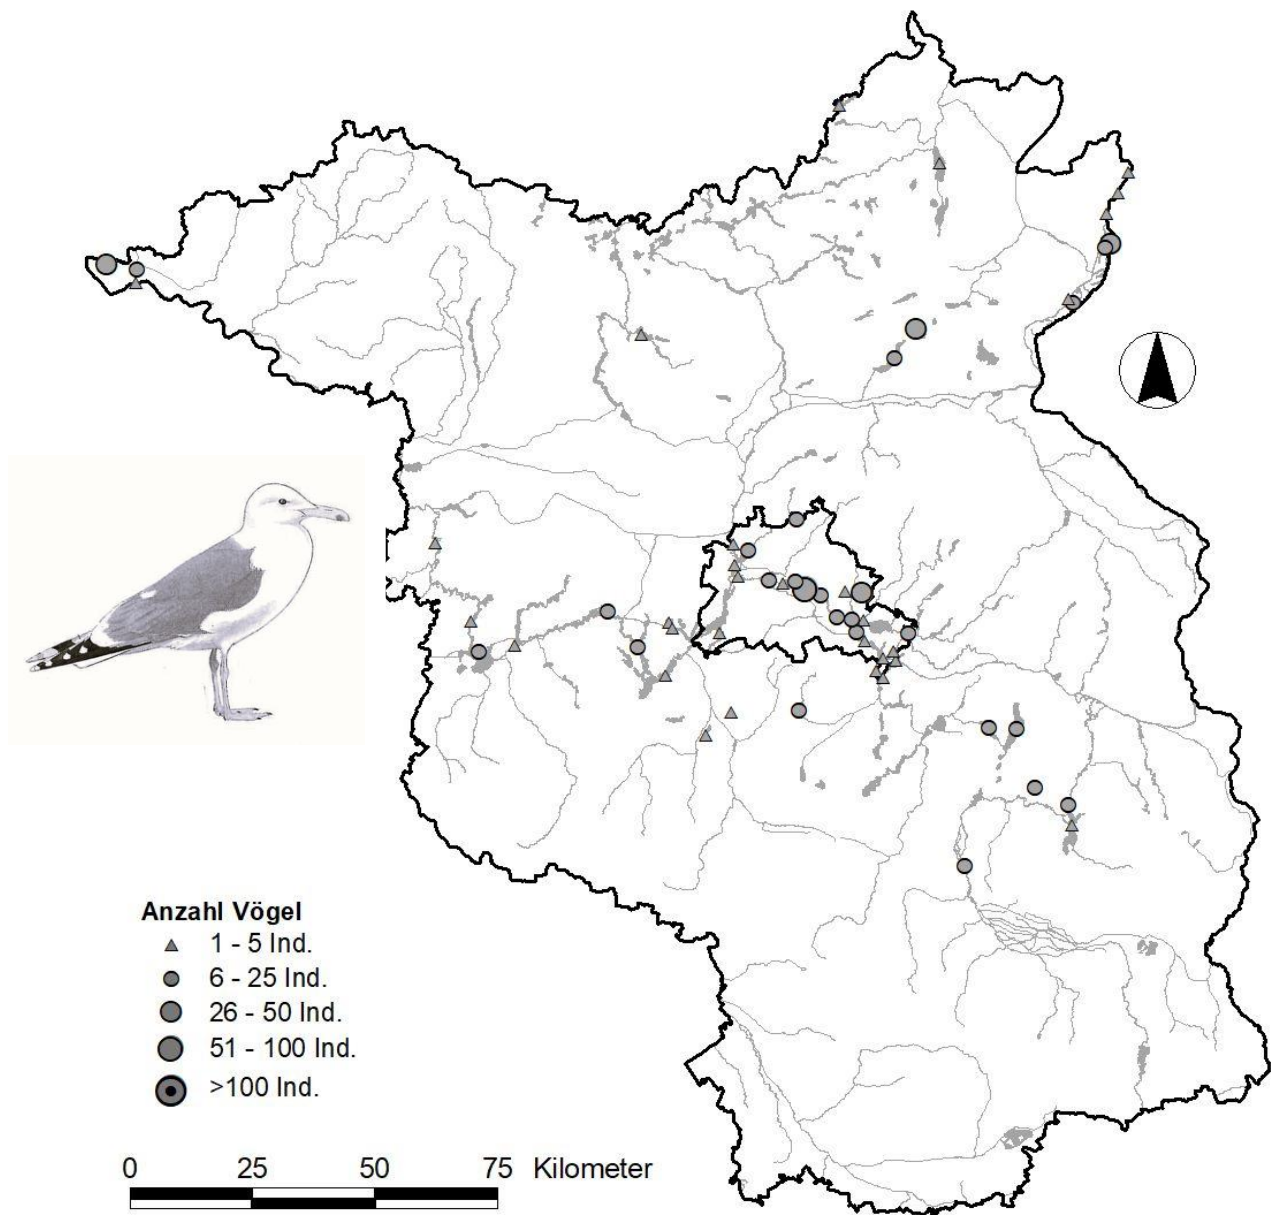 Anzahl Vögel
1 - 5 Ind.
6 - 25 Ind.
26 - 50 Ind.
51 - 100 Ind.
>100 Ind.
0 25 50 75 Kilometer